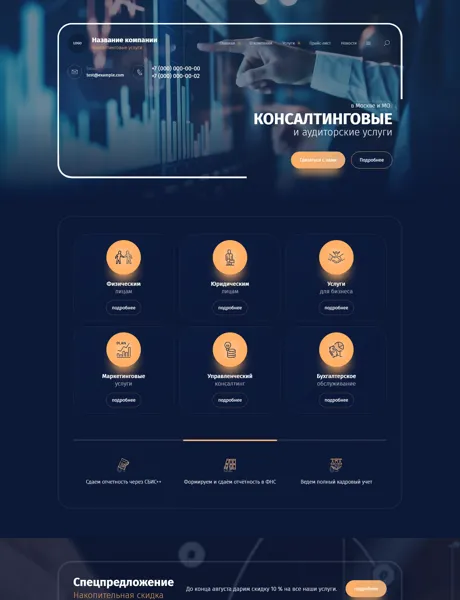 Название компании
Консалтинговые услуги
test@example.com
+7 (000) 000-00-00
+7 (000) 000-00-02
Главная
О компании
Услуги
Прайс-лист
Новости
в Москве и МО
КОНСАЛТИНГОВЫЕ
и аудиторские услуги
Связаться с нами
Подробнее
Физическим
лицам
подробнее
Юридическим
лицам
подробнее
Услуги
для бизнеса
подробнее
Маркетинговые
услуги
подробнее
Управленческий
консалтинг
подробнее
Бухгалтерское
обслуживание
подробнее
Сдаем отчетность через СБИС++
Формируем и сдаем отчетность в ФНС
Ведем полный кадровый учет
Спецпредложение
Накопительная скидка
До конца августа дарим скидку 10 % на все наши услуги.
подробнее